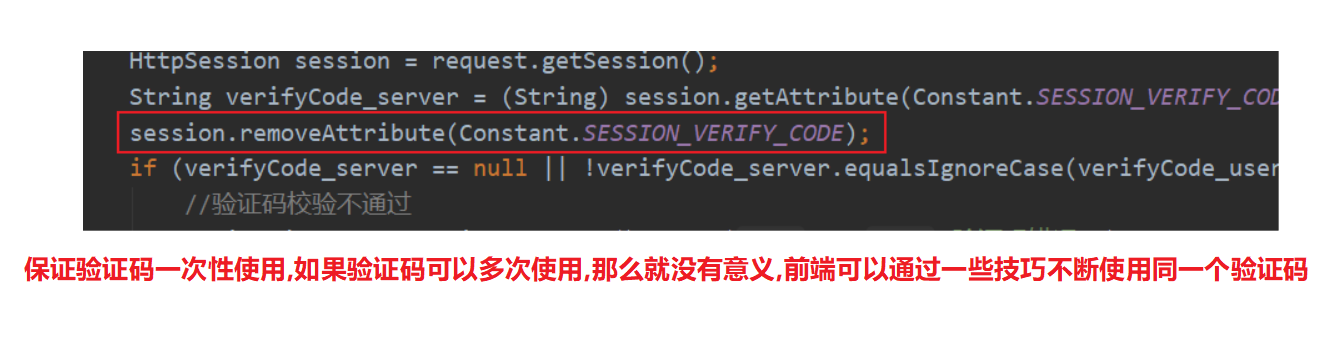 HttpSession session = request.getSession();
String verifyCode_server = (String) session.getAttribute(Constant.SESSION_VERIFY_COD
session.removeAttribute(Constant.SESSION_VERIFY_CODE);
if (verifyCode_server == null || !verifyCode_server.equalsIgnoreCase(verifyCode_user
//验证码校验不通过
保证验证码一次性使用,如果验证码可以多次使用,那么就没有意义,前端可以通过一些技巧不断使用同一个验证码